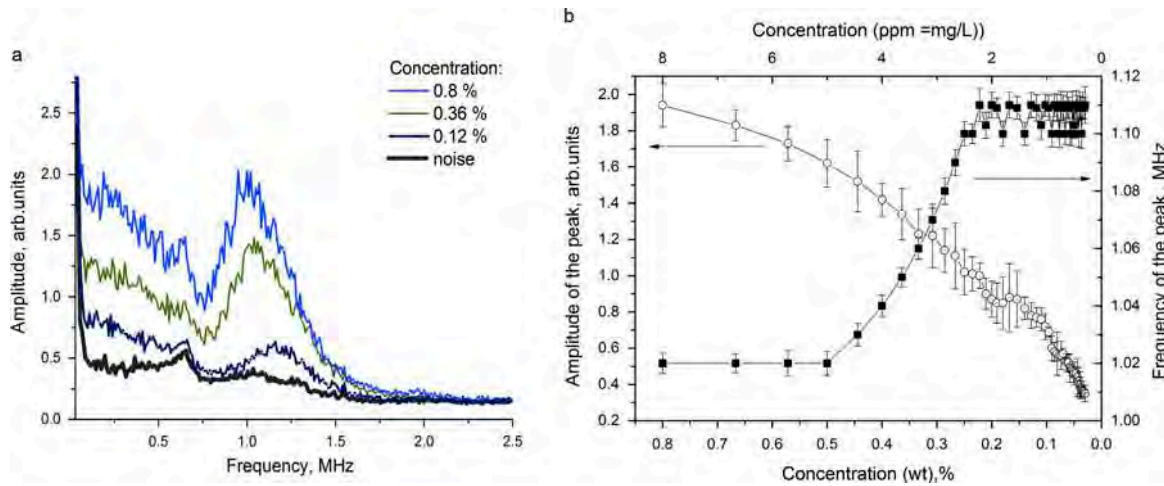 a
Concentration:
0.8 %
0.36 %
0.12 %
noise
Amplitude, arb.units
2.5
2.0
1.5
1.0
0.5
0.0
0.5 1.0 1.5 2.0 2.5
Frequency, MHz
b
Concentration (ppm =mg/L))
8 6 4 2 0
Amplitude of the peak, arb.units
2.0
1.8
1.6
1.4
1.2
1.0
0.8
0.6
0.4
0.2
1.12
1.10
1.08
1.06
1.04
1.02
1.00
Frequency of the peak, MHz
0.8 0.7 0.6 0.5 0.4 0.3 0.2 0.1 0.0
Concentration (wt),%